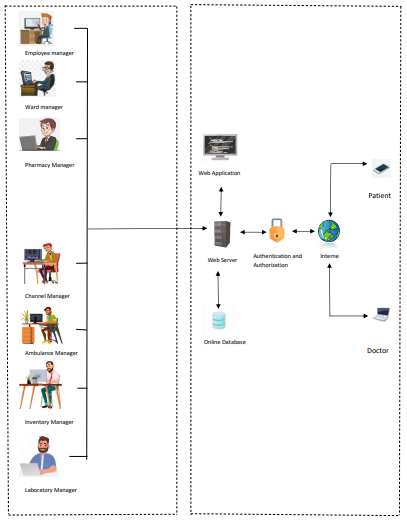 Employee manager
Ward manager
Pharmacy Manager
Channel Manager
Ambulance Manager
Inventory Manager
Laboratory Manager
Web Application
Web Server
Authentication and
Authorization
Interne
Online Database
Patient
Doctor